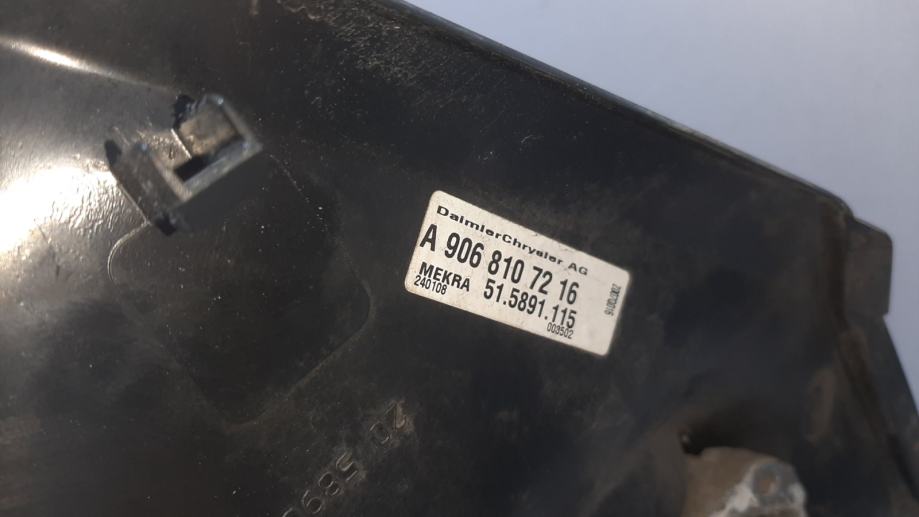 DaimlerChrysler AG
A 906 810 72 16
MEKRA 51.5891.115
240108
003502